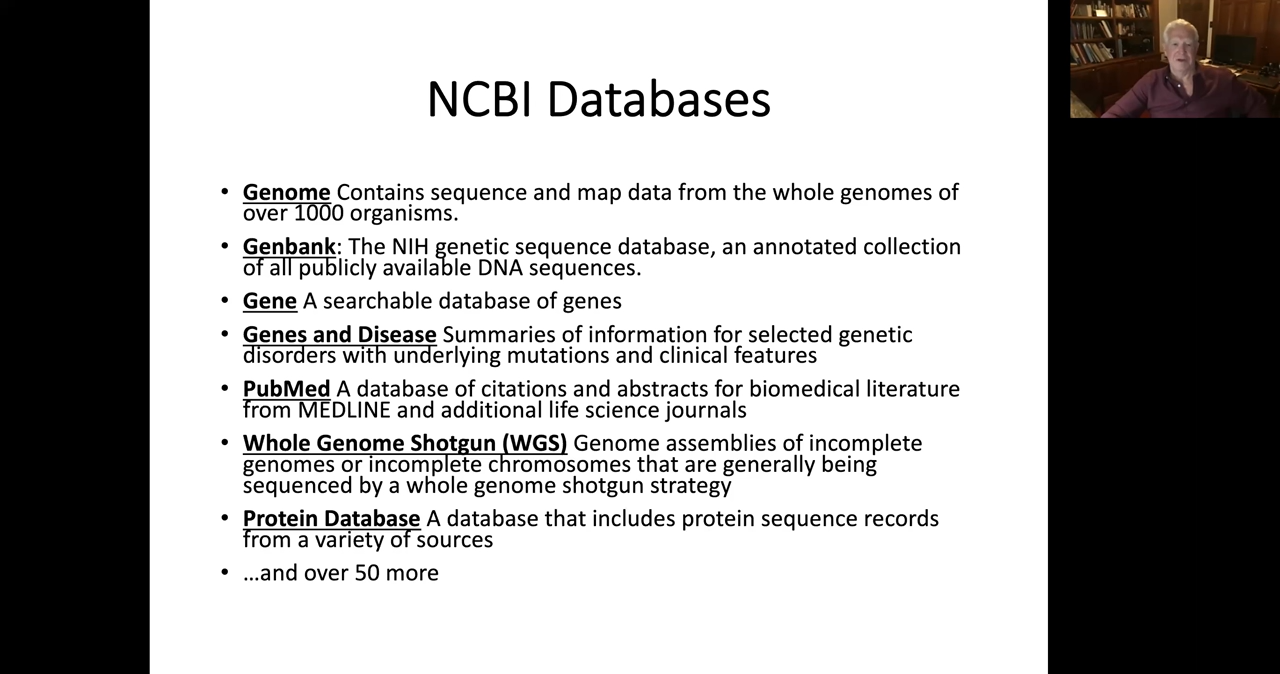 NCBI Databases
• Genome Contains sequence and map data from the whole genomes of
over 1000 organisms.
• Genbank: The NIH genetic sequence database, an annotated collection
of all publicly available DNA sequences.
• Gene A searchable database of genes
• Genes and Disease Summaries of information for selected genetic
disorders with underlying mutations and clinical features
• PubMed A database of citations and abstracts for biomedical literature
from MEDLINE and additional life science journals
• Whole Genome Shotgun (WGS) Genome assemblies of incomplete
genomes or incomplete chromosomes that are generally being
sequenced by a whole genome shotgun strategy
• Protein Database A database that includes protein sequence records
from a variety of sources
• …and over 50 more